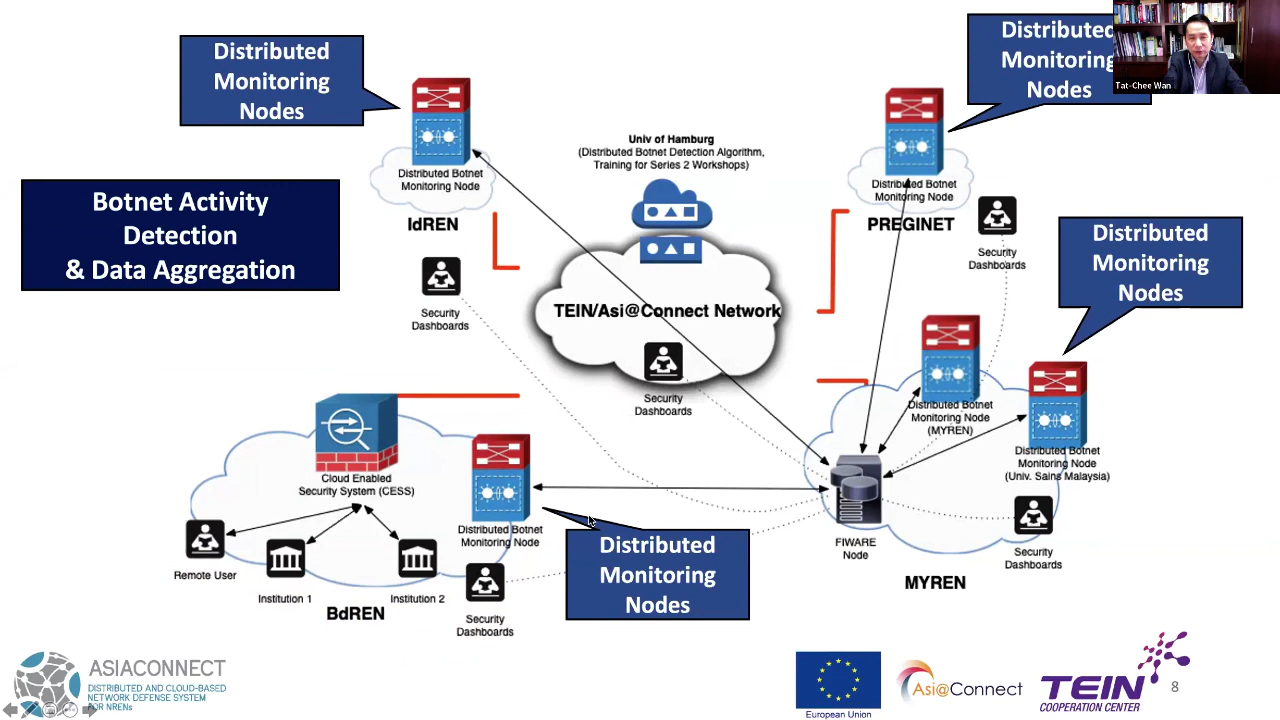 Distributed
Monitoring
Nodes
Distributed
Monitoring
Nodes
Tat-Chee Wan
Univ of Hamburg
(Distributed Botnet Detection Algorithm,
Training for Series 2 Workshops)
Distributed Botnet
Monitoring Node
IdREN
Distributed Botnet
Monitoring Node
PREGINET
Botnet Activity
Detection
& Data Aggregation
Security
Dashboards
Distributed
Monitoring
Nodes
Security
Dashboards
TEIN/Asi@Connect Network
Security
Dashboards
Distributed Botnet
Monitoring Node
(MYREN)
Distributed Botnet
Monitoring Node
(Univ. Sains Malaysia)
Cloud Enabled
Security System (CESS)
Distributed Botnet
Monitoring Node
FIWARE
Node
Security
Dashboards
MYREN
Remote User
Institution 1
Institution 2
BdREN
Security
Dashboards
Distributed
Monitoring
Nodes
ASIACONNECT
DISTRIBUTED AND CLOUD-BASED
NETWORK DEFENSE SYSTEM
FOR NRENs
European Union
Asi@Connect
TEIN
COOPERATION CENTER
8